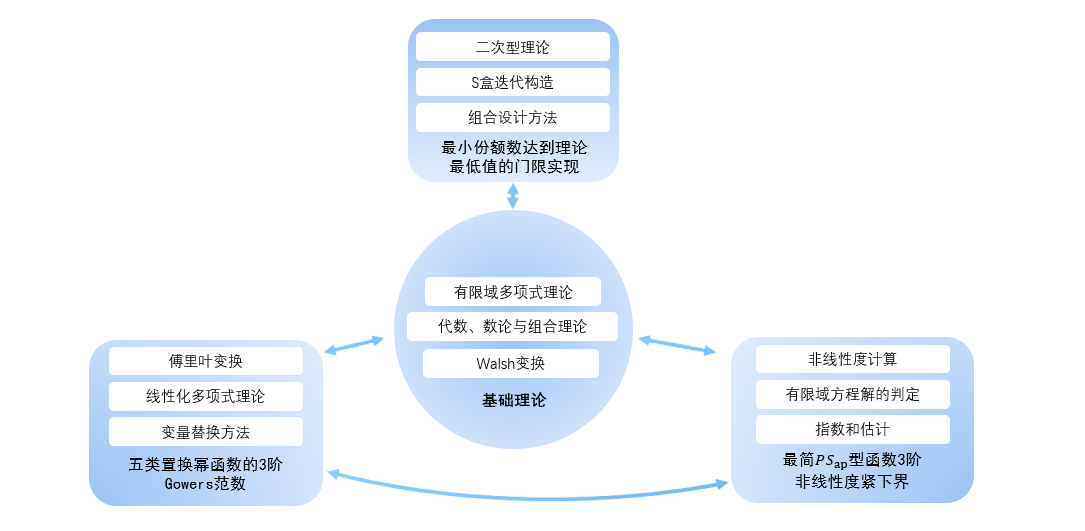 二次型理论
S盒迭代构造
组合设计方法
最小份额数达到理论
最低值的门限实现
有限域多项式理论
代数、数论与组合理论
Walsh变换
基础理论
傅里叶变换
线性化多项式理论
变量替换方法
五类置换幂函数的3阶
Gowers范数
非线性度计算
有限域方程解的判定
指数和估计
最简PSap型函数3阶
非线性度紧下界